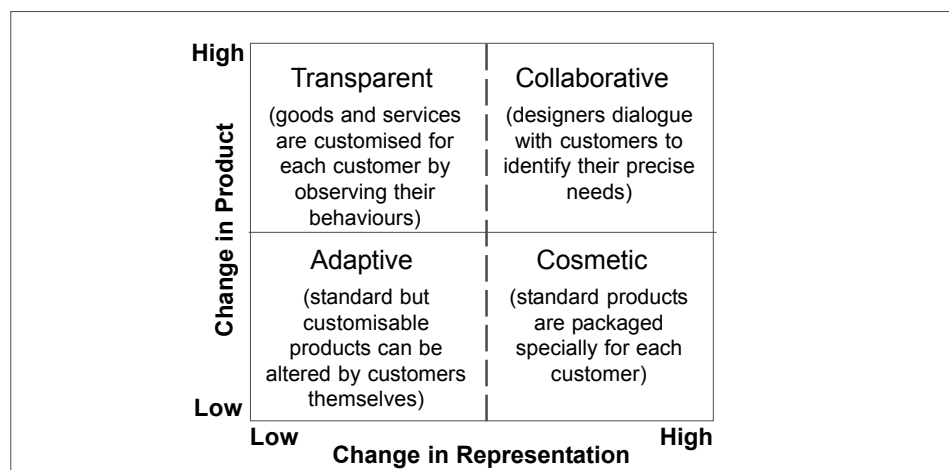 High
Transparent
(goods and services
are customised for
each customer by
observing their
behaviours)
Collaborative
(designers dialogue
with customers to
identify their precise
needs)
Change in Product
Adaptive
(standard but
customisable
products can be
altered by customers
themselves)
Cosmetic
(standard products
are packaged
specially for each
customer)
Low
Low
High
Change in Representation